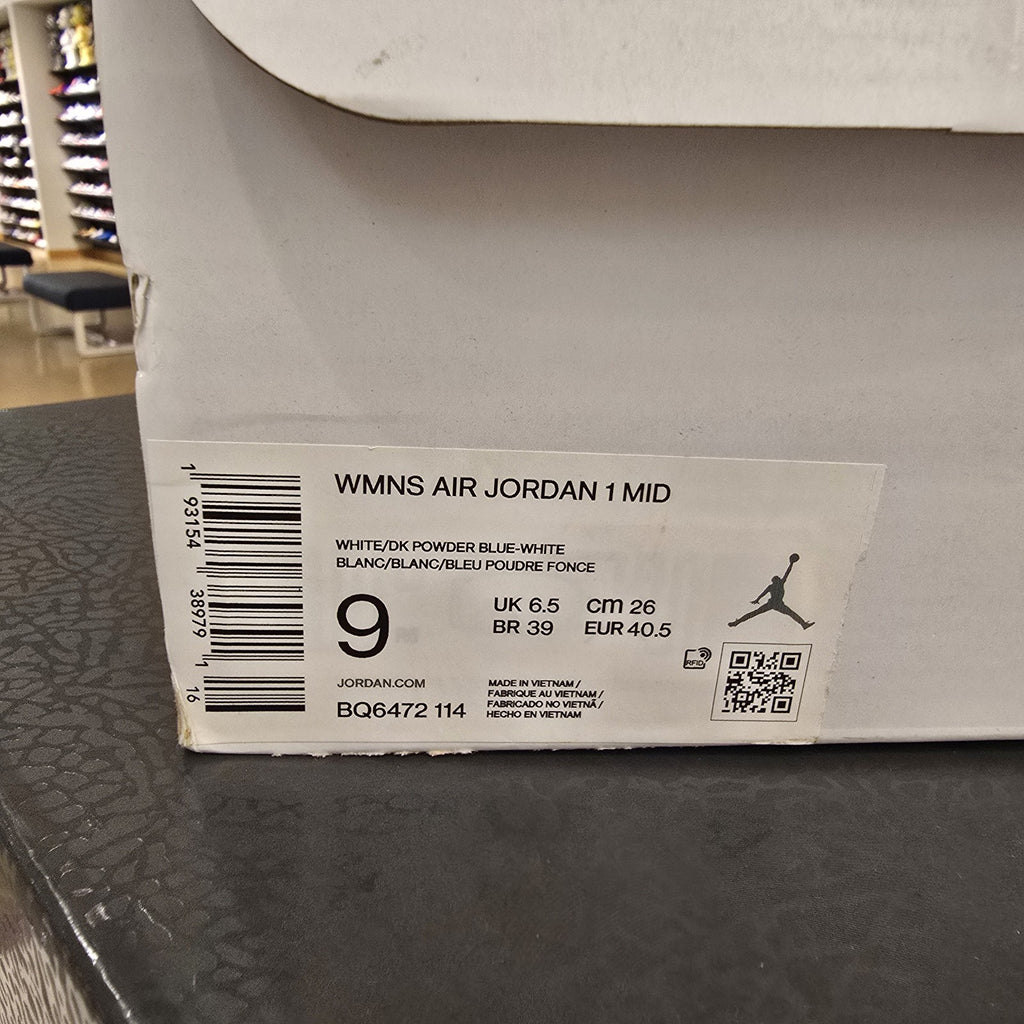 WMNS AIR JORDAN 1 MID
WHITE/DK POWDER BLUE-WHITE
BLANC/BLANC/BLEU POUDRE FONCE
9
UK 6.5 cm 26
BR 39 EUR 40.5
RFID
JORDAN.COM
BQ6472 114
MADE IN VIETNAM /
FABRIQUE AU VIETNAM /
FABRICADO NO VIETNÃ /
HECHO EN VIETNAM
1 93154 38979 1 16